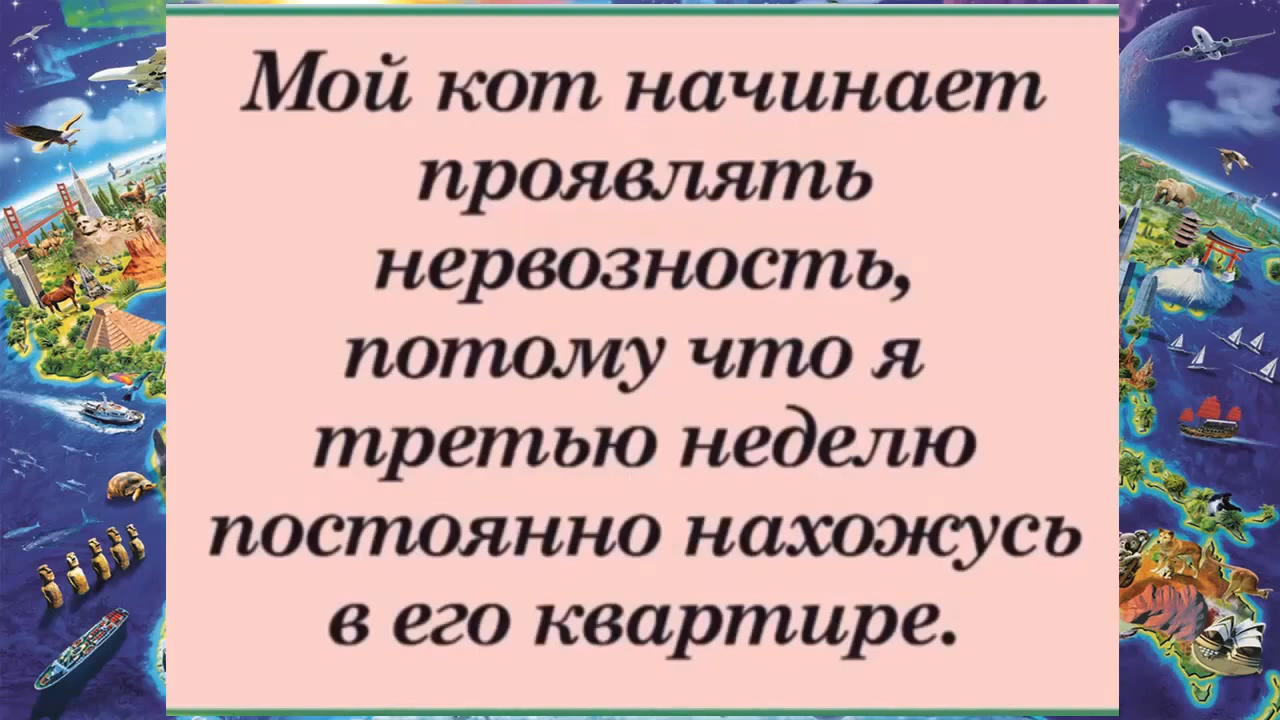 Мой кот начинает
проявлять
нервозность,
потому что я
третью неделю
постоянно нахожусь
в его квартире.